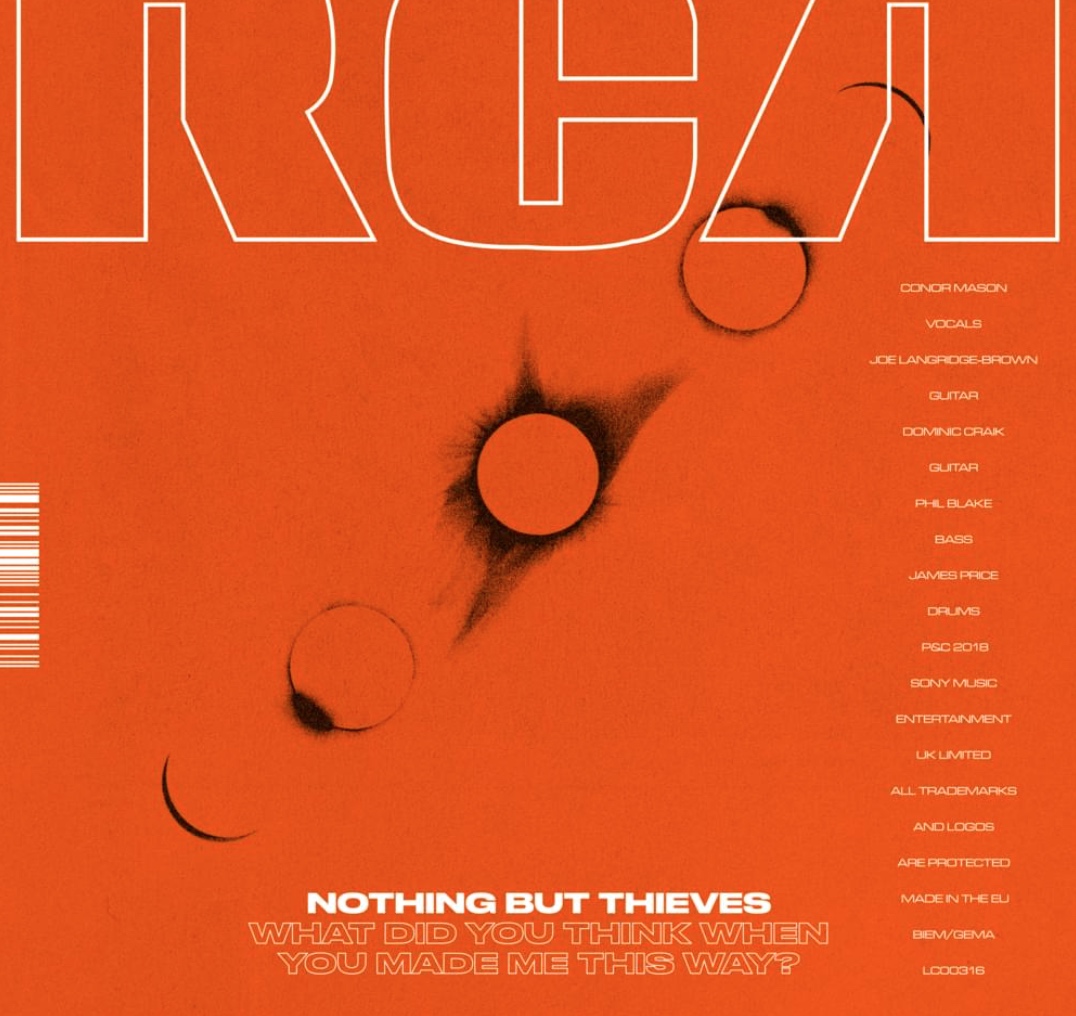 RCA
CONOR MASON
VOCALS
JOE LANGRIDGE-BROWN
GUITAR
DOMINIC CRAIK
GUITAR
PHIL BLAKE
BASS
JAMES PRICE
DRUMS
P&C 2018
SONY MUSIC
ENTERTAINMENT
UK LIMITED
ALL TRADEMARKS
AND LOGOS
ARE PROTECTED
MADE IN THE EU
BIEM/GEMA
LC00316
NOTHING BUT THIEVES
WHAT DID YOU THINK WHEN
YOU MADE ME THIS WAY?